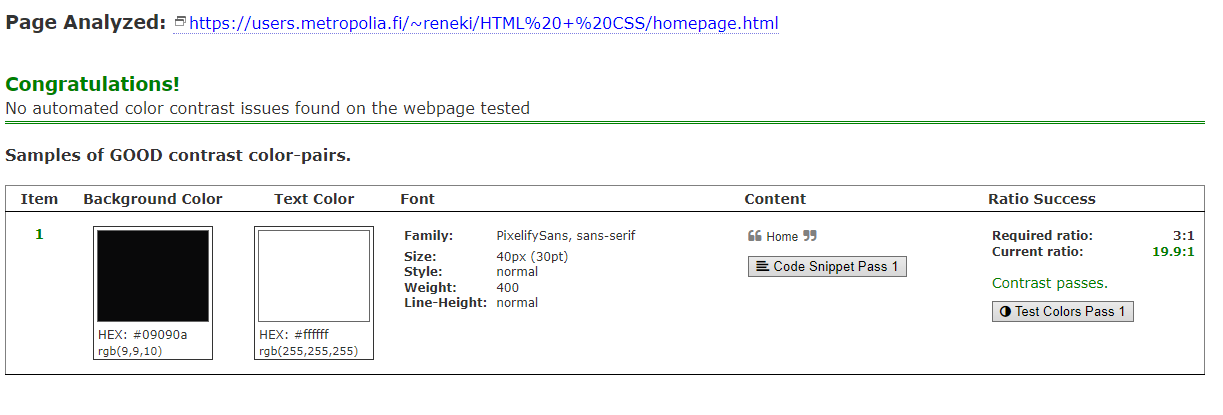 Page Analyzed: https://users.metropolia.fi/~reneki/HTML%20+%20CSS/homepage.html
Congratulations!
No automated color contrast issues found on the webpage tested
Samples of GOOD contrast color-pairs.
Item Background Color Text Color Font Content Ratio Success
1
HEX: #09090a
rgb(9,9,10)
HEX: #ffffff
rgb(255,255,255)
Family: PixelifySans, sans-serif
Size: 40px (30pt)
Style: normal
Weight: 400
Line-Height: normal
❝ Home ❞
Code Snippet Pass 1
Required ratio: 3:1
Current ratio: 19.9:1
Contrast passes.
Test Colors Pass 1